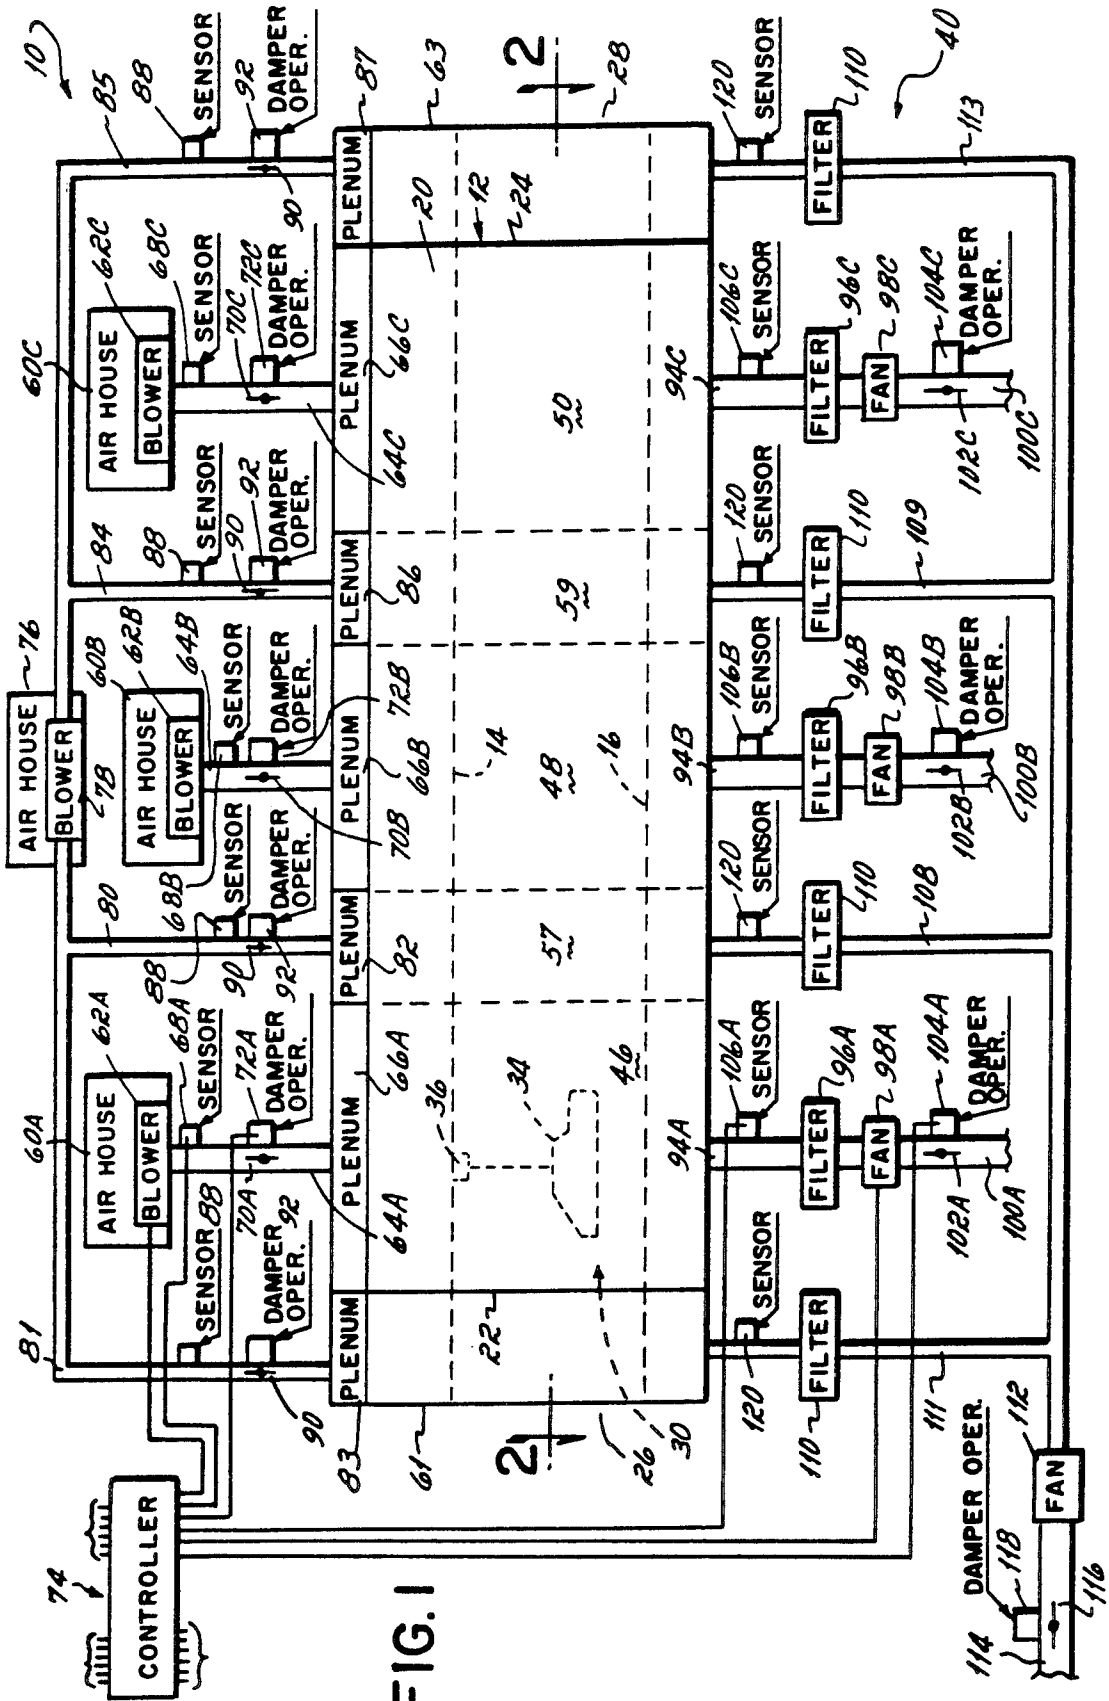 10
85
88
SENSOR
92
DAMPER
OPER.
90
87
PLENUM
63
2
28
20
12
24
120
SENSOR
110
FILTER
40
113
60C
AIR HOUSE
BLOWER
62C
68C
SENSOR
70C
72C
DAMPER
OPER.
64C
PLENUM
66C
50
94C
106C
SENSOR
FILTER
96C
FAN
98C
104C
DAMPER
OPER.
102C
100C
84
88
SENSOR
90
92
DAMPER
OPER.
PLENUM
86
59
120
SENSOR
FILTER
110
109
76
AIR HOUSE
BLOWER
78
60B
62B
64B
AIR HOUSE
BLOWER
SENSOR
68B
DAMPER
OPER.
72B
70B
PLENUM
66B
14
48
16
94B
106B
SENSOR
FILTER
96B
FAN
98B
104B
DAMPER
OPER.
102B
100B
80
88
SENSOR
90
92
DAMPER
OPER.
PLENUM
82
57
120
SENSOR
FILTER
110
108
60A
AIR HOUSE
BLOWER
62A
68A
SENSOR
70A
72A
DAMPER
OPER.
64A
PLENUM
66A
36
34
46
94A
106A
SENSOR
FILTER
96A
FAN
98A
104A
DAMPER
OPER.
102A
100A
81
SENSOR
88
92
DAMPER
OPER.
90
PLENUM
83
61
22
2
26
30
120
SENSOR
FILTER
110
111
112
FAN
DAMPER OPER.
118
114
116
74
CONTROLLER
FIG. 1